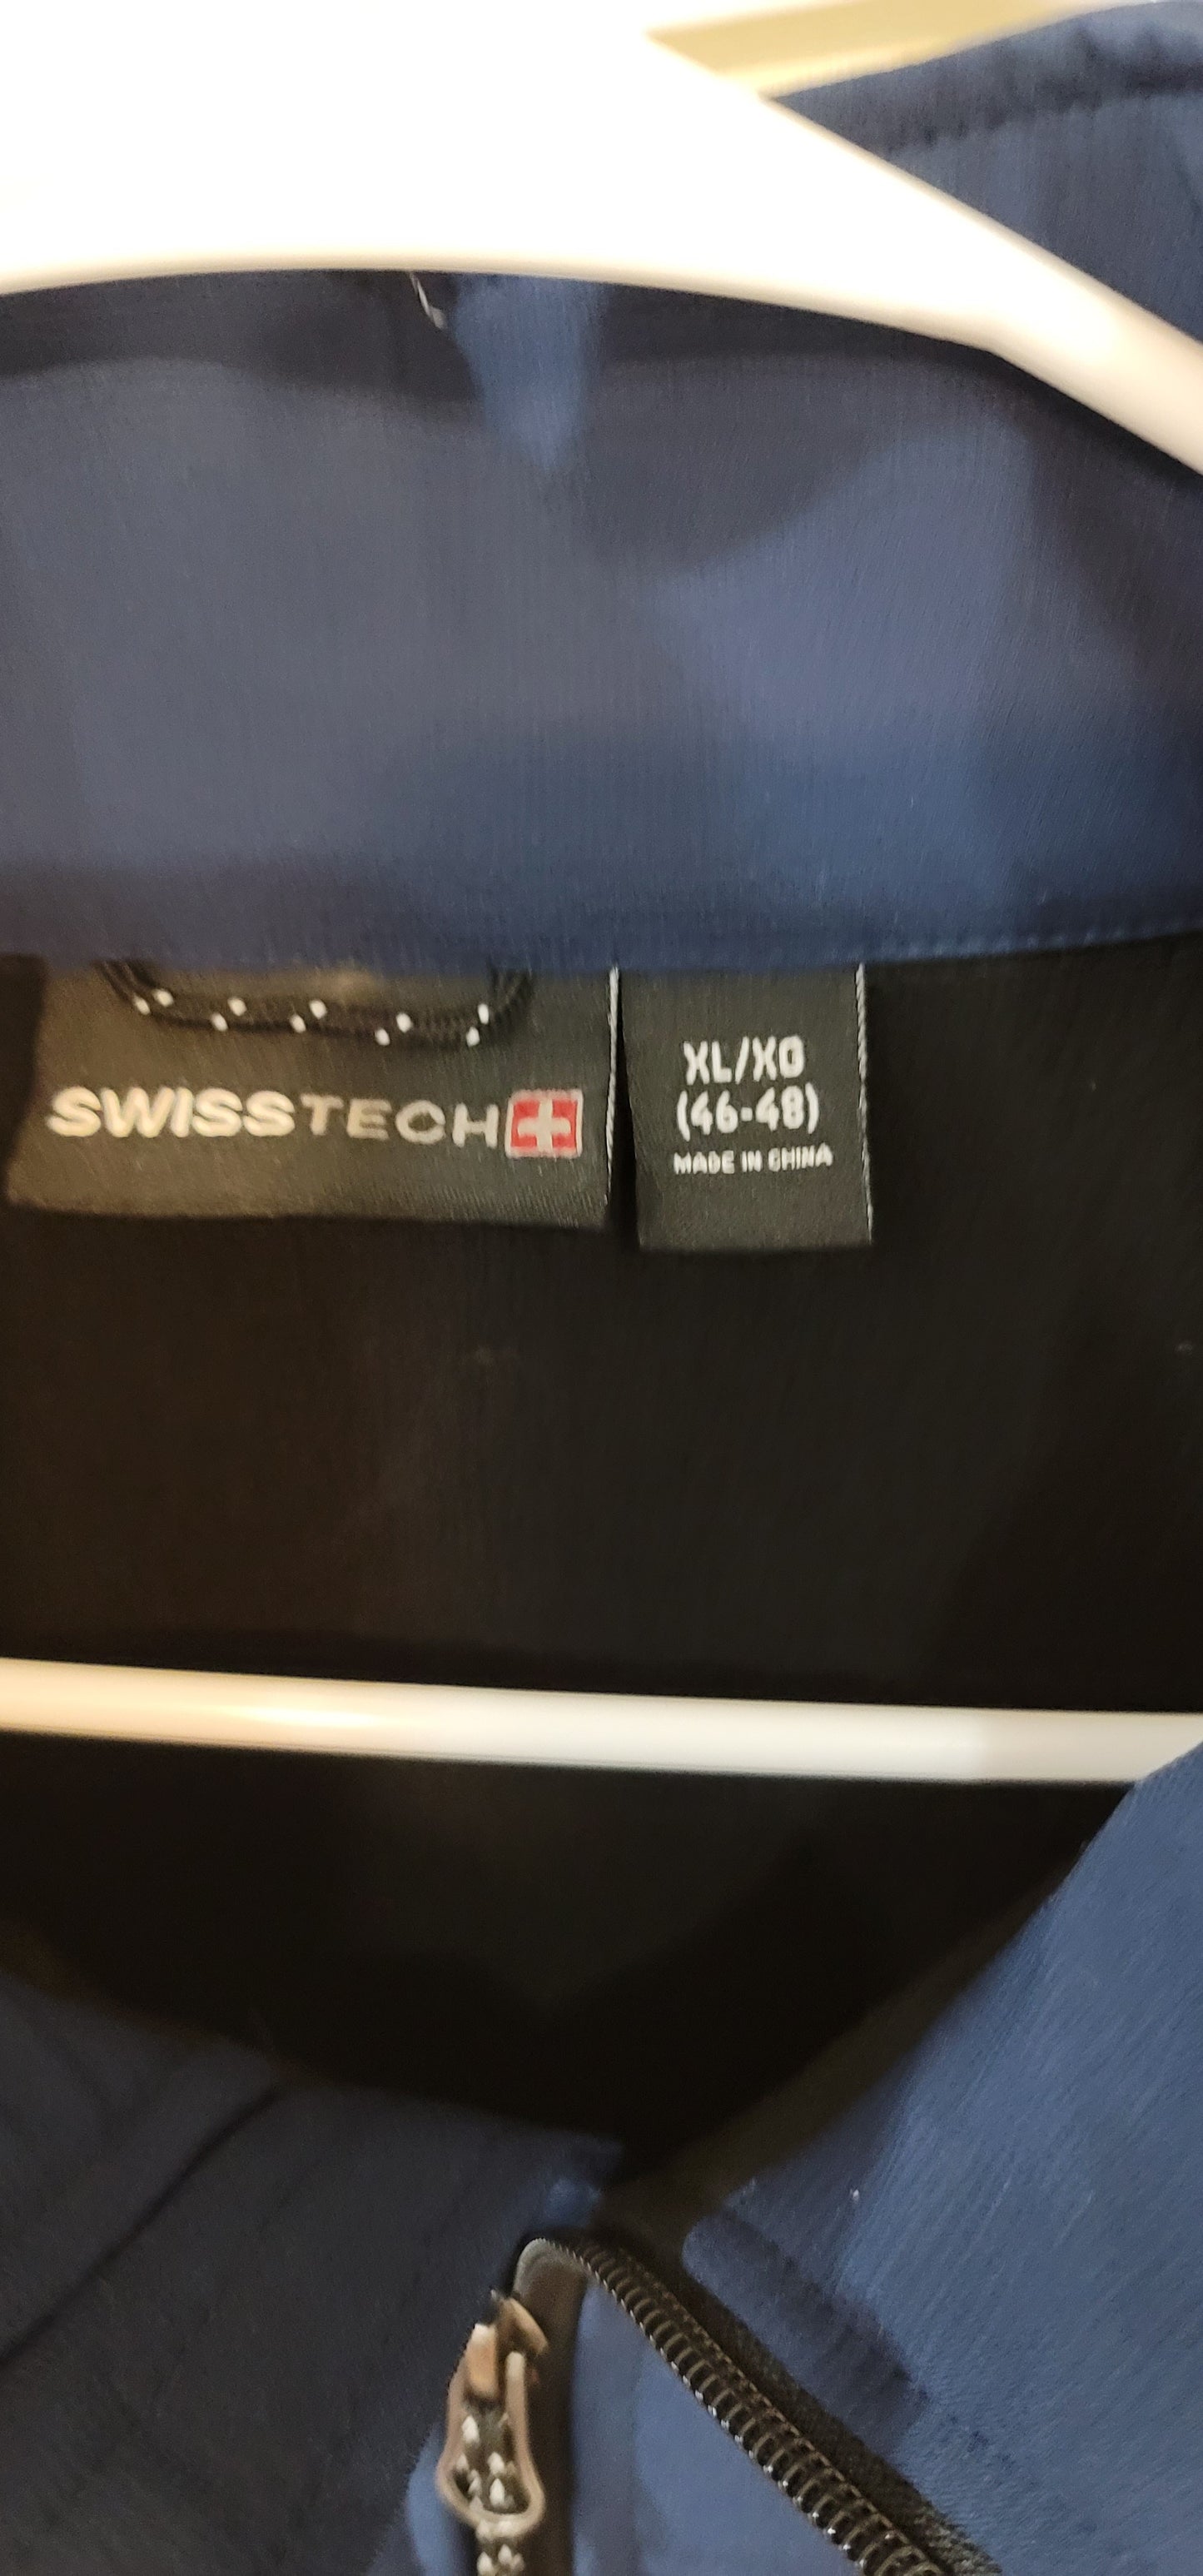 SWISSTECH
XL/XG
(46-48)
MADE IN CHINA